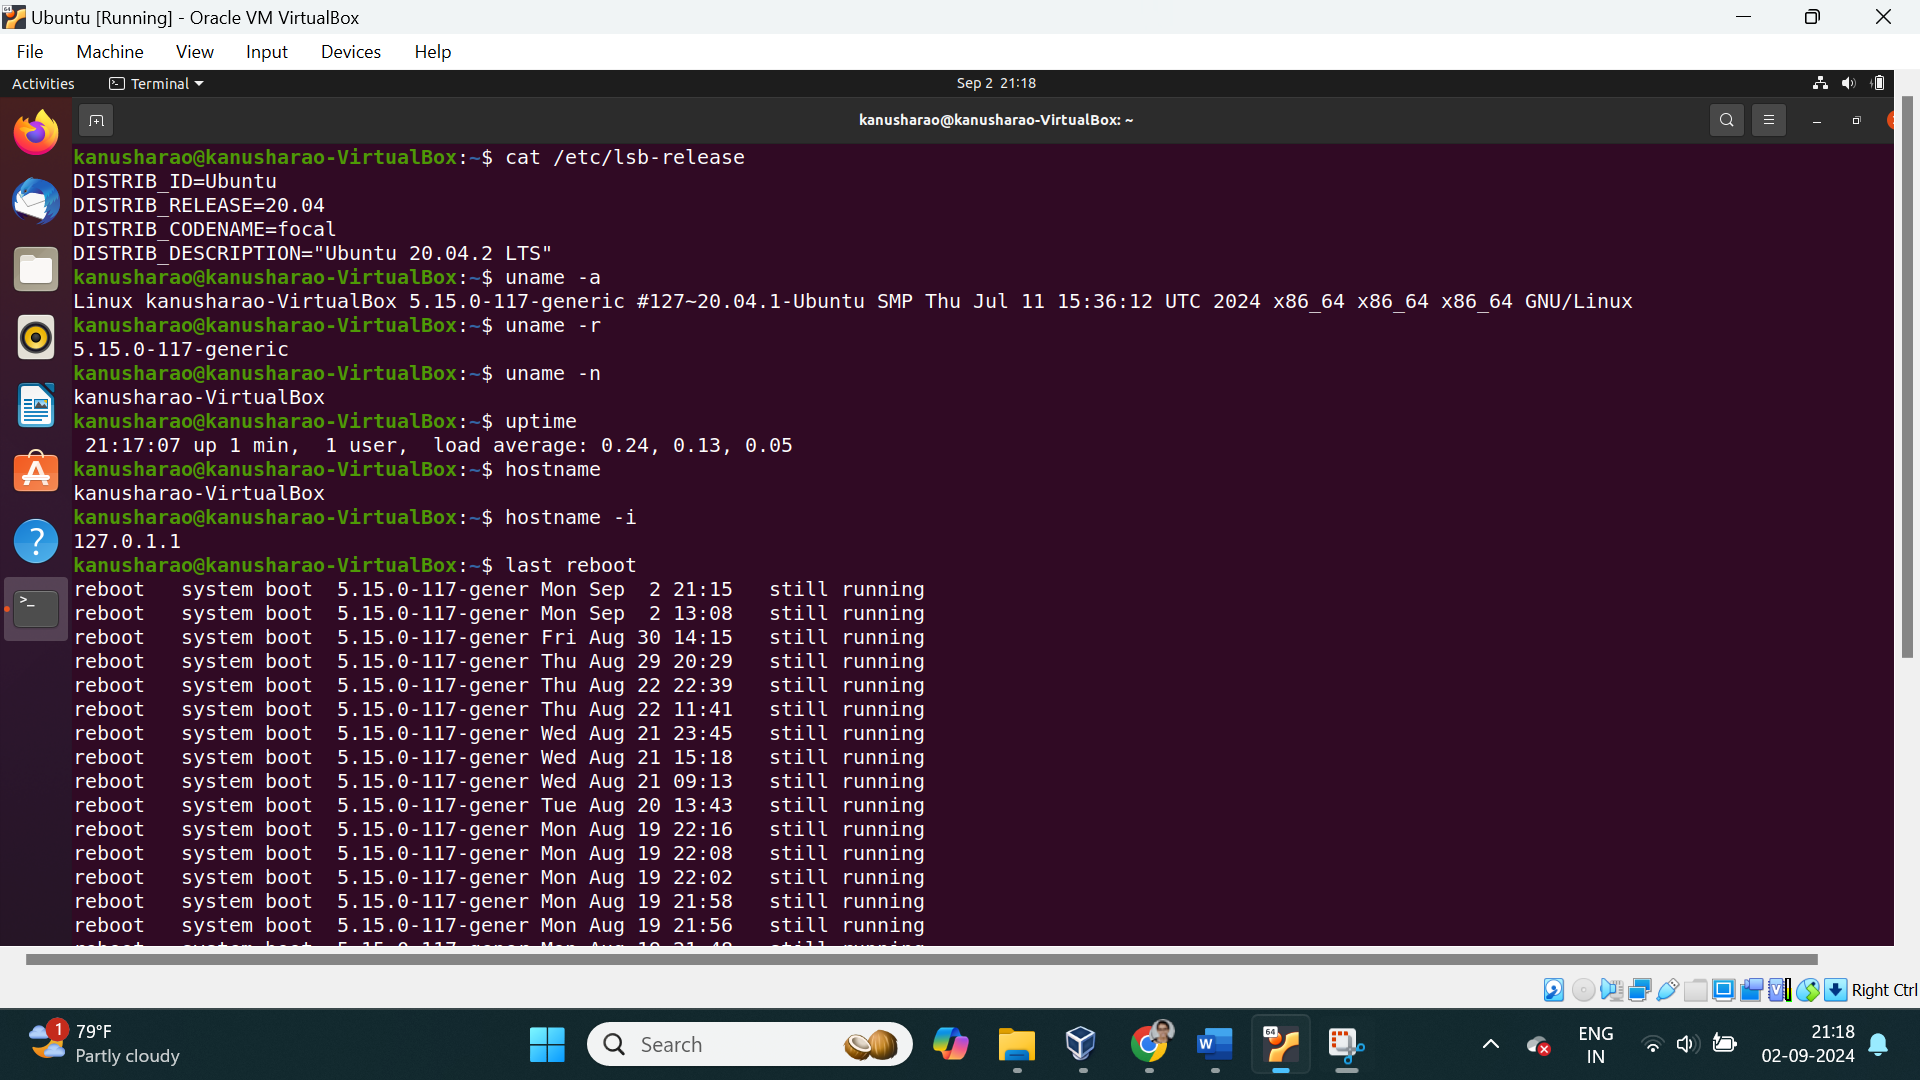 Ubuntu [Running] - Oracle VM VirtualBox
File Machine View Input Devices Help
Activities Terminal Sep 2 21:18
kanusharao@kanusharao-VirtualBox: ~
kanusharao@kanusharao-VirtualBox:~$ cat /etc/lsb-release
DISTRIB_ID=Ubuntu
DISTRIB_RELEASE=20.04
DISTRIB_CODENAME=focal
DISTRIB_DESCRIPTION="Ubuntu 20.04.2 LTS"
kanusharao@kanusharao-VirtualBox:~$ uname -a
Linux kanusharao-VirtualBox 5.15.0-117-generic #127~20.04.1-Ubuntu SMP Thu Jul 11 15:36:12 UTC 2024 x86_64 x86_64 x86_64 GNU/Linux
kanusharao@kanusharao-VirtualBox:~$ uname -r
5.15.0-117-generic
kanusharao@kanusharao-VirtualBox:~$ uname -n
kanusharao-VirtualBox
kanusharao@kanusharao-VirtualBox:~$ uptime
 21:17:07 up 1 min,  1 user,  load average: 0.24, 0.13, 0.05
kanusharao@kanusharao-VirtualBox:~$ hostname
kanusharao-VirtualBox
kanusharao@kanusharao-VirtualBox:~$ hostname -i
127.0.1.1
kanusharao@kanusharao-VirtualBox:~$ last reboot
reboot   system boot  5.15.0-117-gener Mon Sep  2 21:15   still running
reboot   system boot  5.15.0-117-gener Mon Sep  2 13:08   still running
reboot   system boot  5.15.0-117-gener Fri Aug 30 14:15   still running
reboot   system boot  5.15.0-117-gener Thu Aug 29 20:29   still running
reboot   system boot  5.15.0-117-gener Thu Aug 22 22:39   still running
reboot   system boot  5.15.0-117-gener Thu Aug 22 11:41   still running
reboot   system boot  5.15.0-117-gener Wed Aug 21 23:45   still running
reboot   system boot  5.15.0-117-gener Wed Aug 21 15:18   still running
reboot   system boot  5.15.0-117-gener Wed Aug 21 09:13   still running
reboot   system boot  5.15.0-117-gener Tue Aug 20 13:43   still running
reboot   system boot  5.15.0-117-gener Mon Aug 19 22:16   still running
reboot   system boot  5.15.0-117-gener Mon Aug 19 22:08   still running
reboot   system boot  5.15.0-117-gener Mon Aug 19 22:02   still running
reboot   system boot  5.15.0-117-gener Mon Aug 19 21:58   still running
reboot   system boot  5.15.0-117-gener Mon Aug 19 21:56   still running
Right Ctrl
1 79°F
Partly cloudy
Search
64
ENG
IN
21:18
02-09-2024